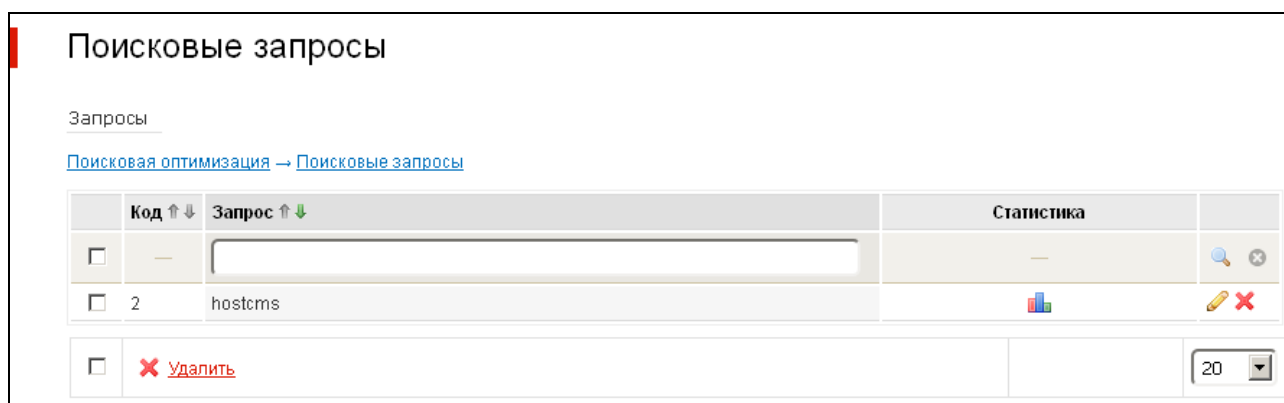 Поисковые запросы
Запросы
Поисковая оптимизация → Поисковые запросы
Код ⇑ ⇓ Запрос ⇑ ⇓ Статистика
— —
2 hostcms
Удалить 20